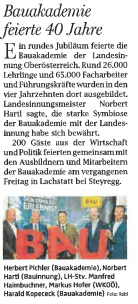 Bauakademie
feierte 40 Jahre
Ein rundes Jubiläum feierte die
Bauakademie der Landesin-
nung Oberösterreich. Rund 26.000
Lehrlinge und 65.000 Facharbeiter
und Führungskräfte wurden in den
vier Jahrzehnten dort ausgebildet.
Landesinnungsmeister Norbert
Hartl sagte, die starke Symbiose
der Bauakademie mit der Landes-
innung habe sich bewährt.
200 Gäste aus der Wirtschaft
und Politik feierten gemeinsam mit
den Ausbildnern und Mitarbeitern
der Bauakademie am vergangenen
Freitag in Lachstatt bei Steyregg.
Herbert Pichler (Bauakademie), Norbert
Hartl (Bauinnung), LH-Stv. Manfred
Haimbuchner, Markus Hofer (WKOÖ),
Harald Kopececk (Bauakademie)